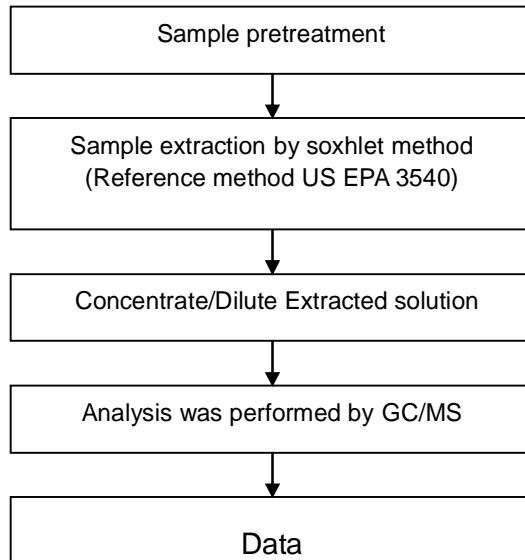 Sample pretreatment
Sample extraction by soxhlet method
(Reference method US EPA 3540)
Concentrate/Dilute Extracted solution
Analysis was performed by GC/MS
Data